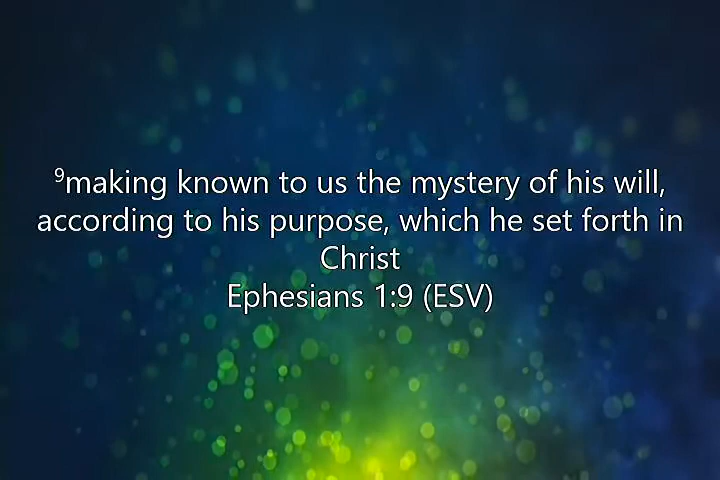 ⁹making known to us the mystery of his will,
according to his purpose, which he set forth in
Christ
Ephesians 1:9 (ESV)